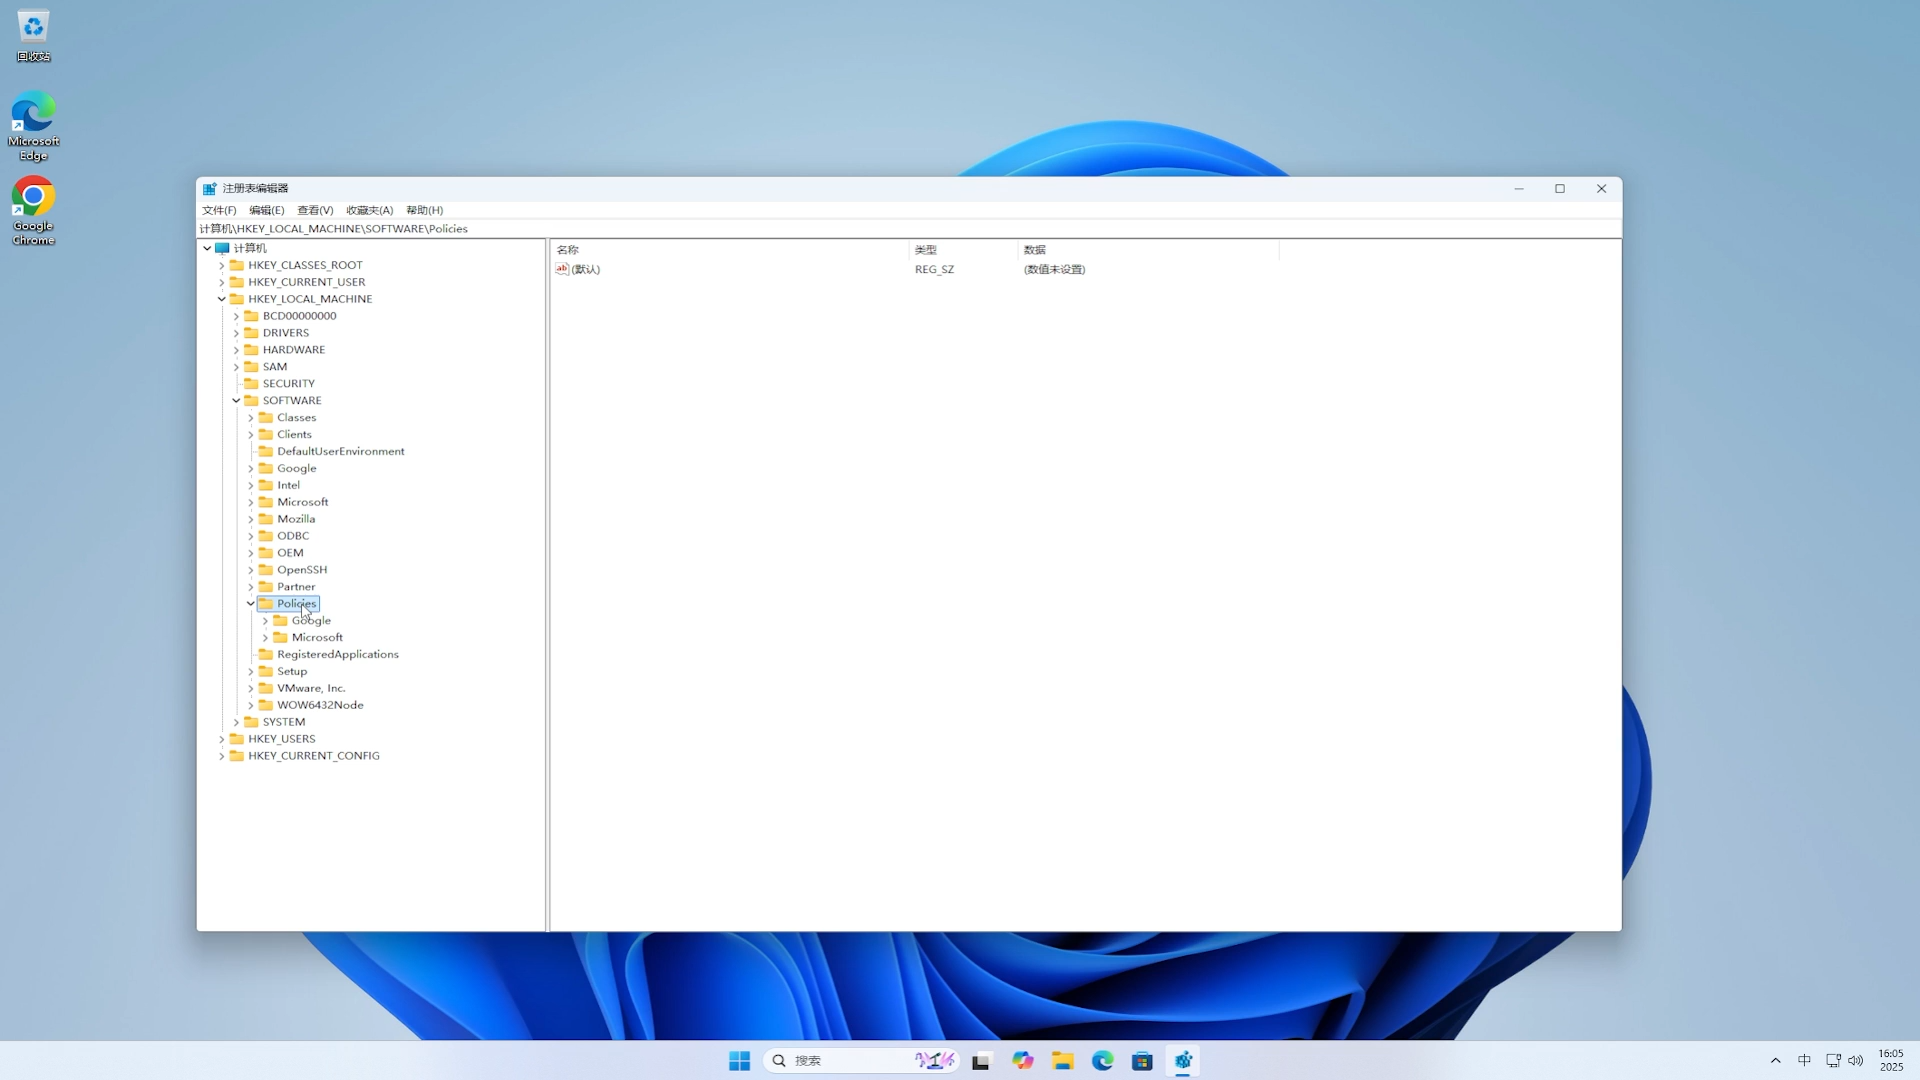 回收站
Microsoft
Edge
Google
Chrome
注册表编辑器
文件(F) 编辑(E) 查看(V) 收藏夹(A) 帮助(H)
计算机\HKEY_LOCAL_MACHINE\SOFTWARE\Policies
计算机
HKEY_CLASSES_ROOT
HKEY_CURRENT_USER
HKEY_LOCAL_MACHINE
BCD00000000
DRIVERS
HARDWARE
SAM
SECURITY
SOFTWARE
Classes
Clients
DefaultUserEnvironment
Google
Intel
Microsoft
Mozilla
ODBC
OEM
OpenSSH
Partner
Policies
Google
Microsoft
RegisteredApplications
Setup
VMware, Inc.
WOW6432Node
SYSTEM
HKEY_USERS
HKEY_CURRENT_CONFIG
名称 类型 数据
ab (默认) REG_SZ (数值未设置)
搜索
中
16:05
2025